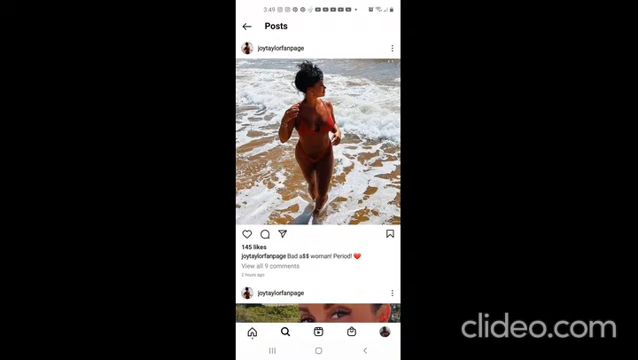 3:49
Posts
joytaylorfanpage
145 likes
joytaylorfanpage Bad a$$ woman! Period! ❤️
View all 9 comments
2 hours ago
joytaylorfanpage
clideo.com